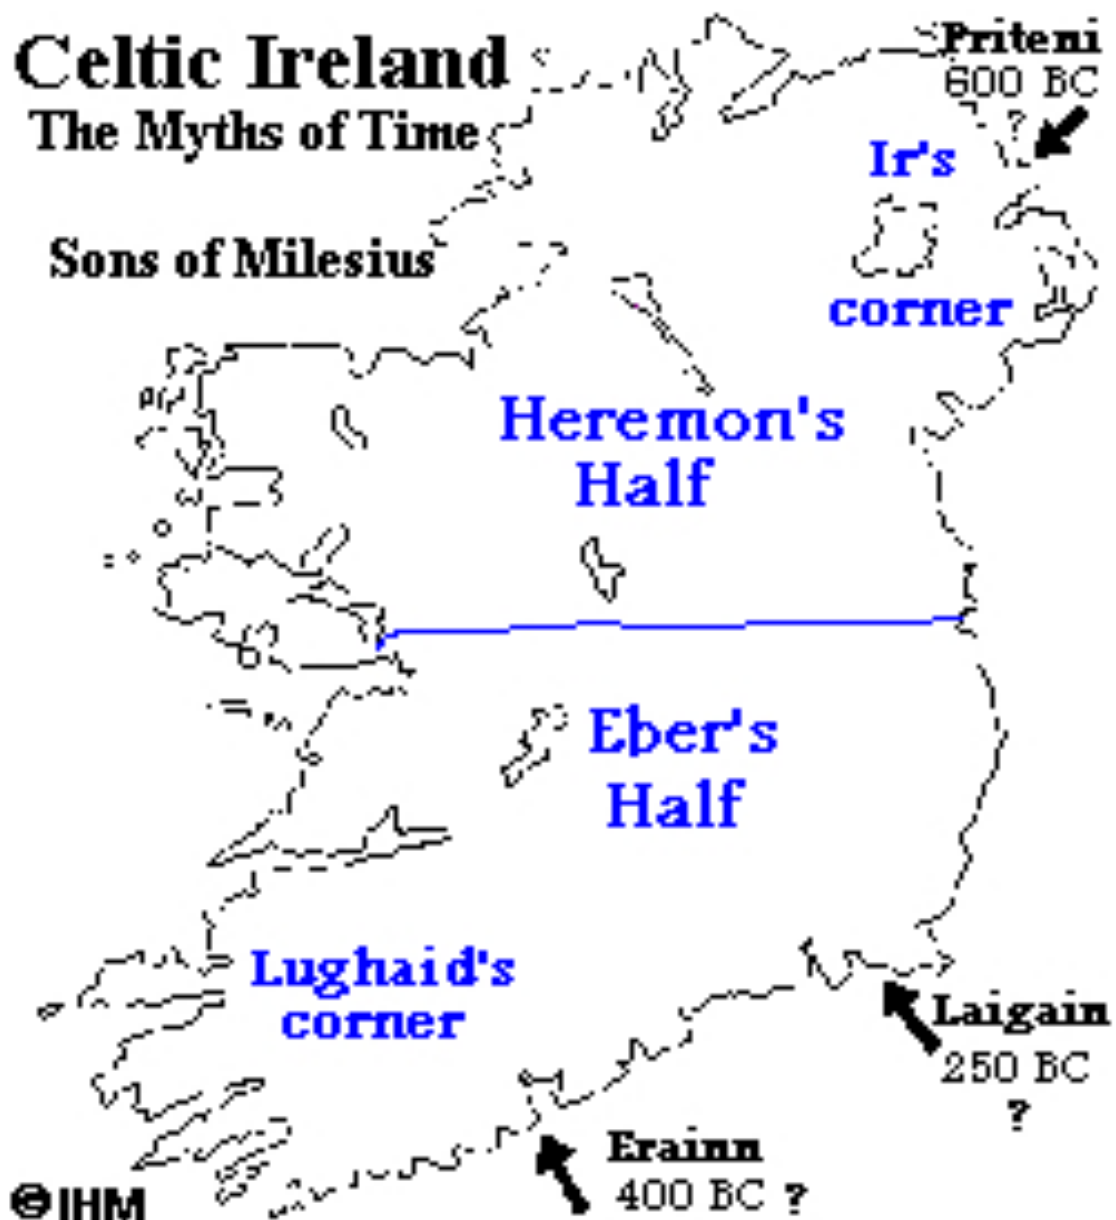 Celtic Ireland
The Myths of Time
Priteni
600 BC
?
Ir's
corner
Sons of Milesius
Heremon's
Half
Eber's
Half
Lughaid's
corner
Laigain
250 BC
?
Erainn
400 BC ?
©IHM